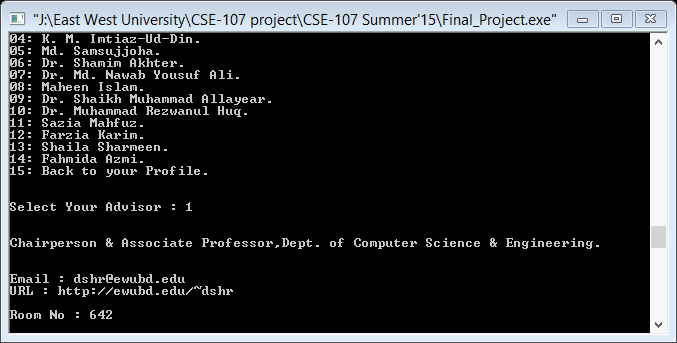 "J:\East West University\CSE-107 project\CSE-107 Summer'15\Final_Project.exe"
04: K. M. Imtiaz-Ud-Din.
05: Md. Samsujjoha.
06: Dr. Shamim Akhter.
07: Dr. Md. Nawab Yousuf Ali.
08: Maheen Islam.
09: Dr. Shaikh Muhammad Allayear.
10: Dr. Muhammad Rezwanul Huq.
11: Sazia Mahfuz.
12: Farzia Karim.
13: Shaila Sharmeen.
14: Fahmida Azmi.
15: Back to your Profile.
Select Your Advisor : 1
Chairperson & Associate Professor,Dept. of Computer Science & Engineering.
Email : dshr@ewubd.edu
URL : http://ewubd.edu/~dshr
Room No : 642